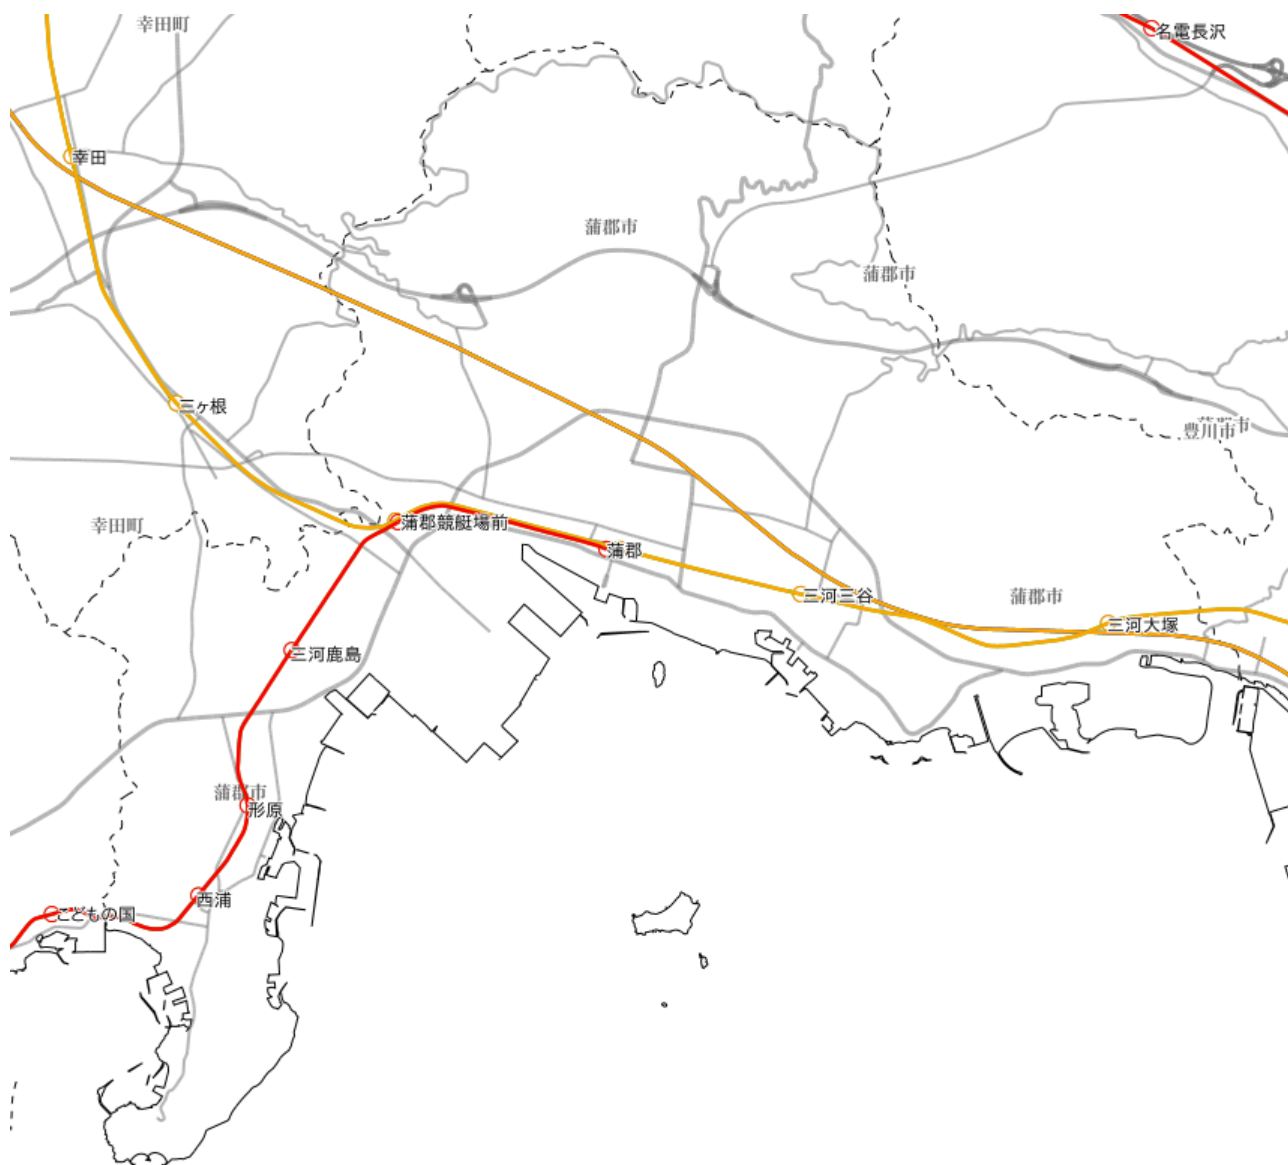 幸田町
名電長沢
幸田
蒲郡市
蒲郡市
三ヶ根
豊川市
幸田町
蒲郡競艇場前
蒲郡
三河三谷
蒲郡市
三河大塚
三河鹿島
蒲郡市
形原
西浦
こどもの国